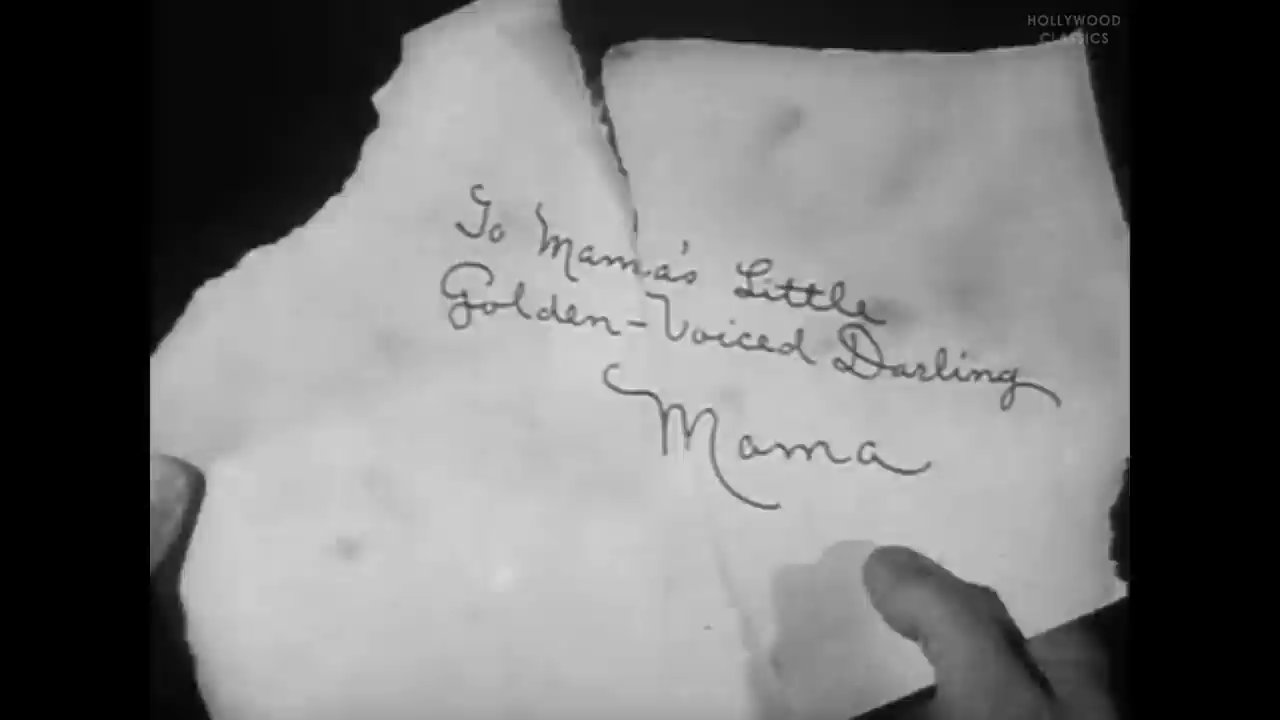 HOLLYWOOD
CLASSICS
To Mama's Little
Golden-Voiced Darling
Mama